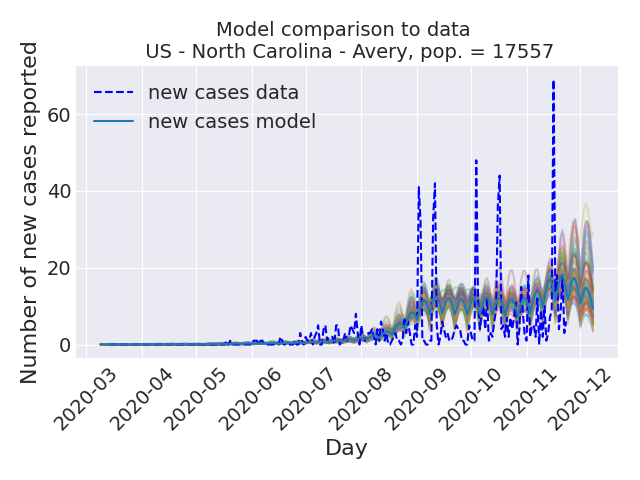 Model comparison to data
US - North Carolina - Avery, pop. = 17557
Number of new cases reported
60
40
20
0
new cases data
new cases model
2020-03
2020-04
2020-05
2020-06
2020-07
2020-08
2020-09
2020-10
2020-11
2020-12
Day